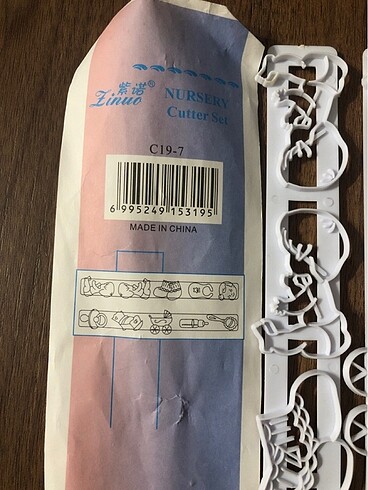 紫诺®
Zinuo
NURSERY
Cutter Set
C19-7
6 995249 153195
MADE IN CHINA